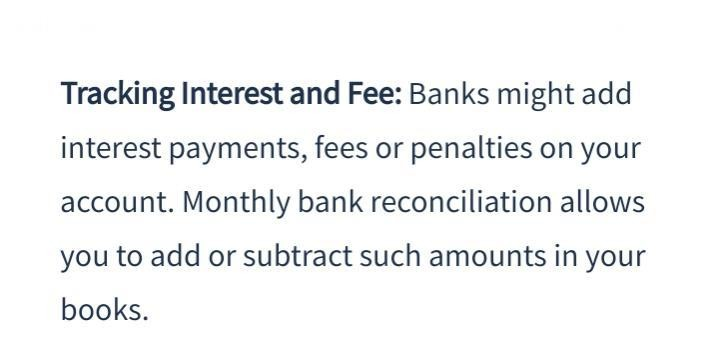 Tracking Interest and Fee: Banks might add
interest payments, fees or penalties on your
account. Monthly bank reconciliation allows
you to add or subtract such amounts in your
books.